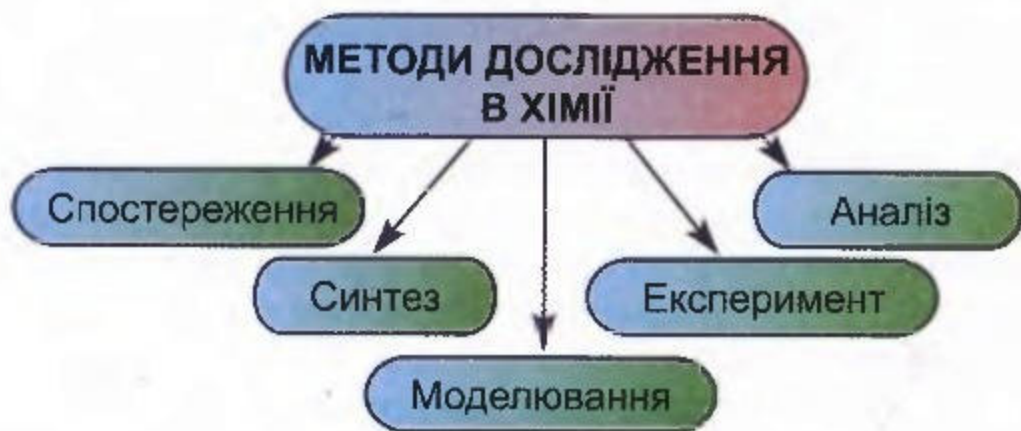 МЕТОДИ ДОСЛІДЖЕННЯ
В ХІМІЇ
Спостереження
Аналіз
Синтез
Експеримент
Моделювання